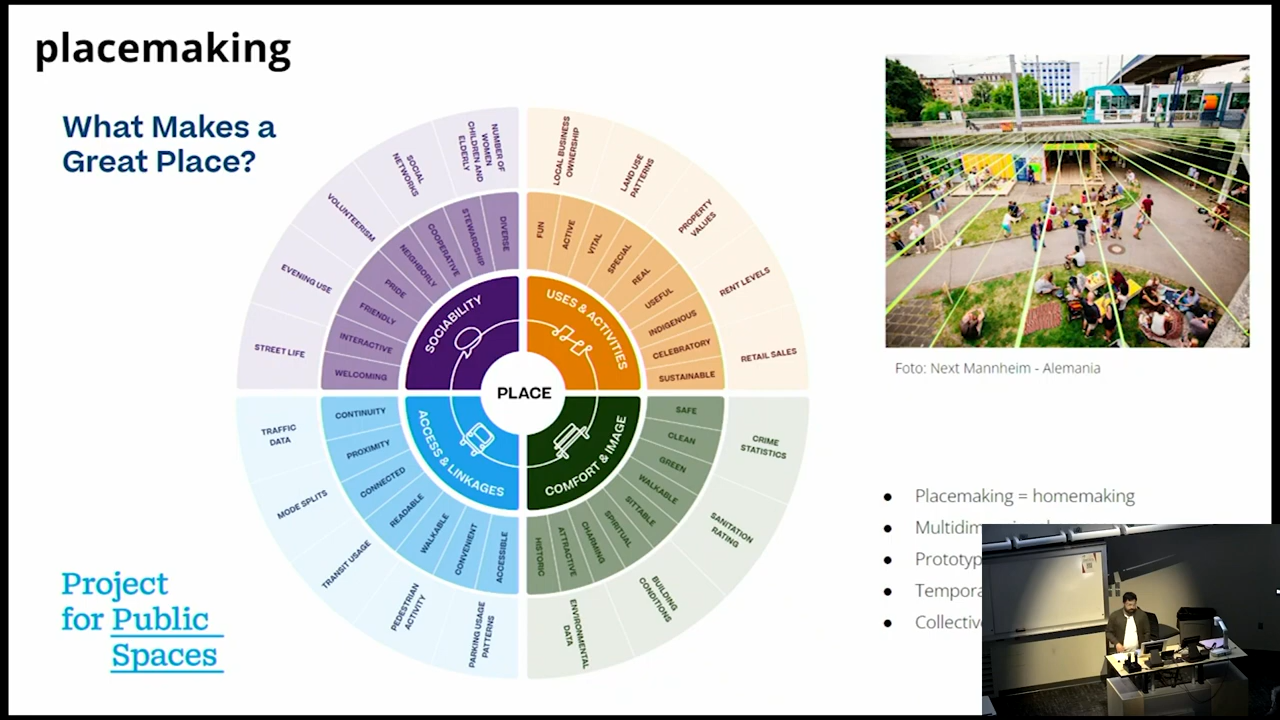 placemaking
What Makes a
Great Place?
NUMBER OF
WOMEN
CHILDREN AND
ELDERLY
SOCIAL
NETWORKS
VOLUNTEERISM
EVENING USE
STREET LIFE
DIVERSE
STEWARDSHIP
COOPERATIVE
NEIGHBORLY
PRIDE
FRIENDLY
INTERACTIVE
WELCOMING
SOCIABILITY
LOCAL BUSINESS
OWNERSHIP
LAND USE
PATTERNS
PROPERTY
VALUES
RENT LEVELS
RETAIL SALES
FUN
ACTIVE
VITAL
SPECIAL
REAL
USEFUL
INDIGENOUS
CELEBRATORY
SUSTAINABLE
USES & ACTIVITIES
PLACE
ACCESS & LINKAGES
CONTINUITY
PROXIMITY
CONNECTED
READABLE
WALKABLE
CONVENIENT
ACCESSIBLE
TRAFFIC
DATA
MODE SPLITS
TRANSIT USAGE
PEDESTRIAN
ACTIVITY
PARKING USAGE
PATTERNS
COMFORT & IMAGE
SAFE
CLEAN
GREEN
WALKABLE
SITTABLE
SPIRITUAL
CHARMING
ATTRACTIVE
HISTORIC
CRIME
STATISTICS
SANITATION
RATING
BUILDING
CONDITIONS
ENVIRONMENTAL
DATA
Project
for Public
Spaces
Foto: Next Mannheim - Alemania
Placemaking = homemaking